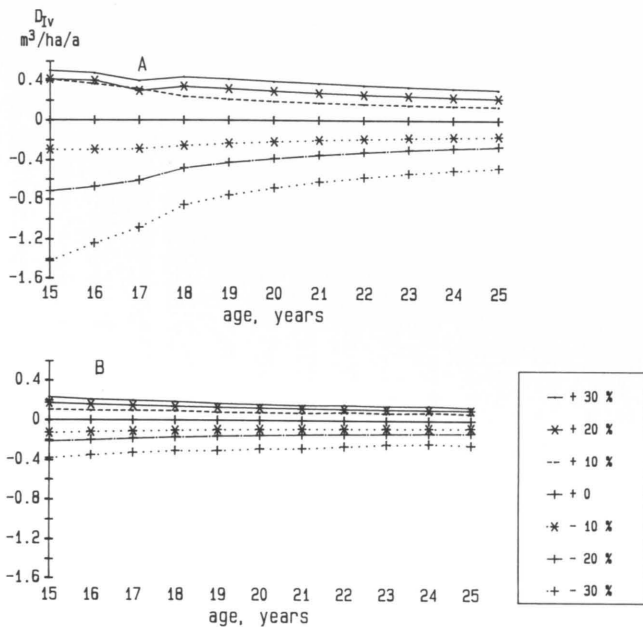 D_Iv
m³/ha/a
A
0.4
0
-0.4
-0.8
-1.2
-1.6
15 16 17 18 19 20 21 22 23 24 25
age, years
B
0.4
0
-0.4
-0.8
-1.2
-1.6
15 16 17 18 19 20 21 22 23 24 25
age, years
+ 30 %
+ 20 %
+ 10 %
+ 0
- 10 %
- 20 %
- 30 %